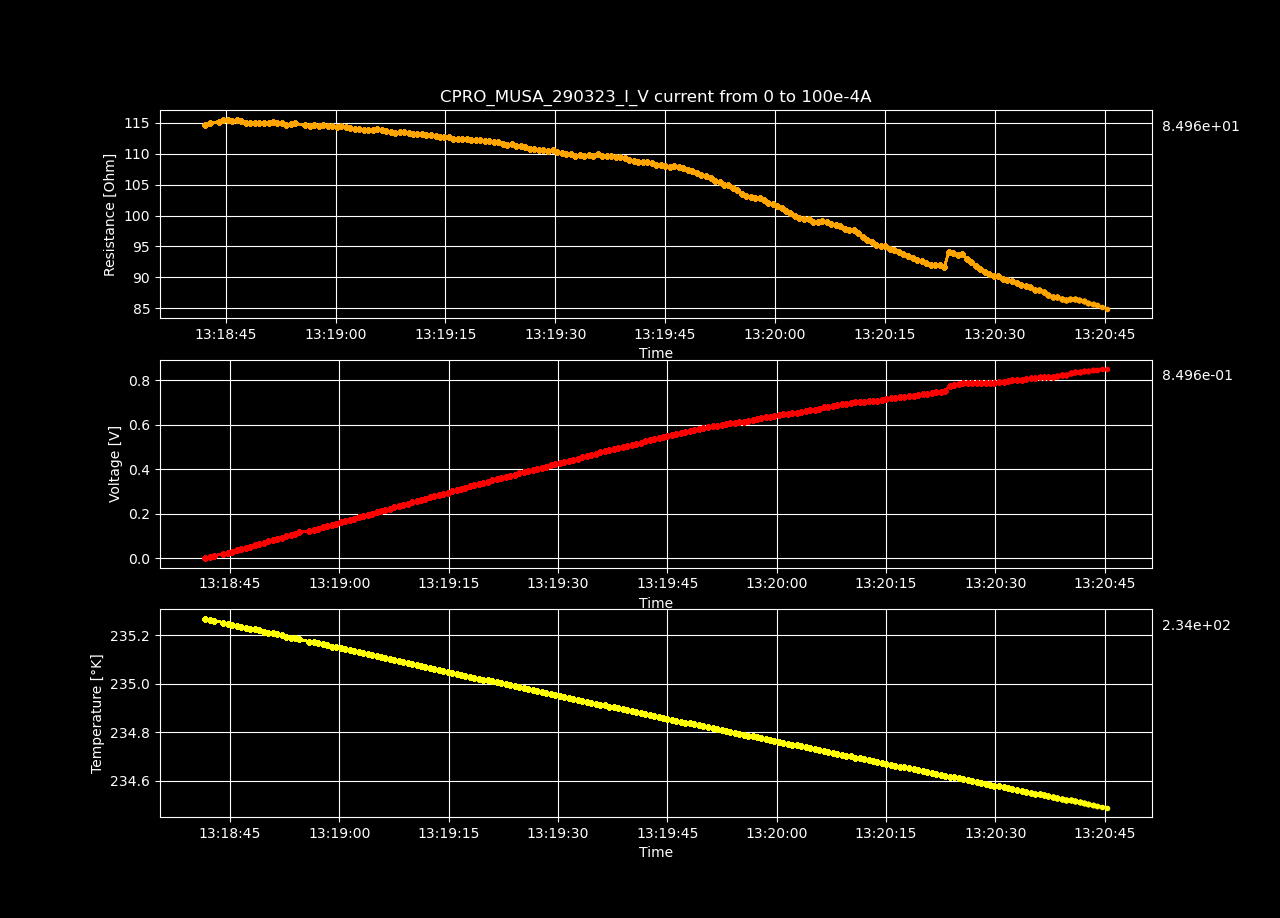 CPRO_MUSA_290323_I_V current from 0 to 100e-4A
8.496e+01
Resistance [Ohm]
115
110
105
100
95
90
85
13:18:45 13:19:00 13:19:15 13:19:30 13:19:45 13:20:00 13:20:15 13:20:30 13:20:45
Time
8.496e-01
Voltage [V]
0.8
0.6
0.4
0.2
0.0
13:18:45 13:19:00 13:19:15 13:19:30 13:19:45 13:20:00 13:20:15 13:20:30 13:20:45
Time
2.34e+02
Temperature [°K]
235.2
235.0
234.8
234.6
13:18:45 13:19:00 13:19:15 13:19:30 13:19:45 13:20:00 13:20:15 13:20:30 13:20:45
Time